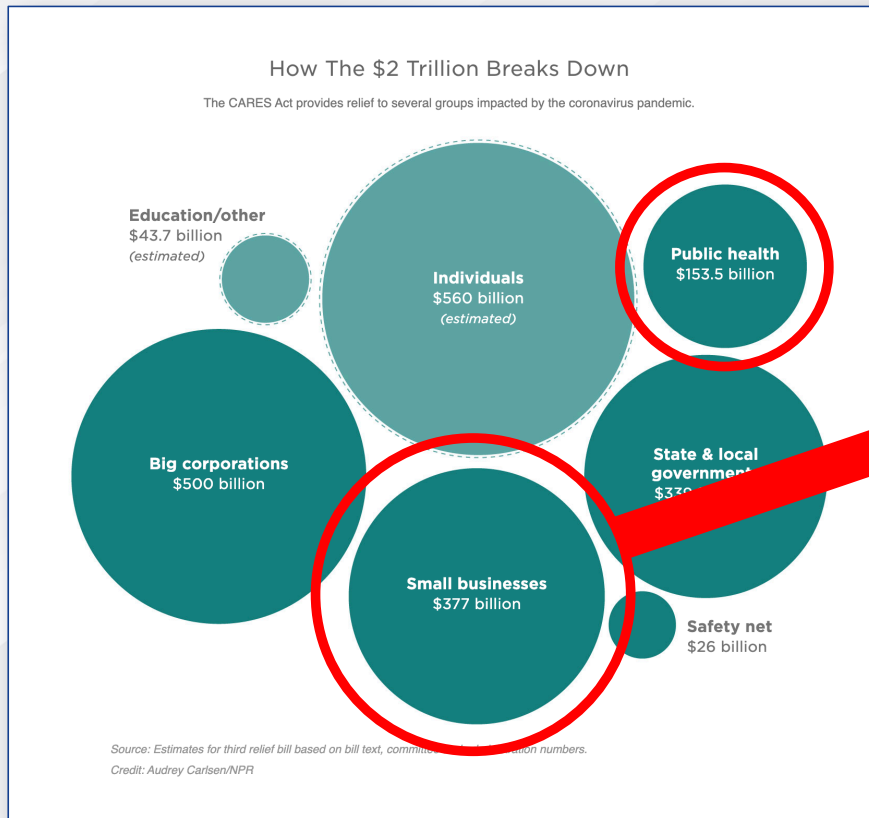 How The $2 Trillion Breaks Down
The CARES Act provides relief to several groups impacted by the coronavirus pandemic.
Education/other
$43.7 billion
(estimated)
Individuals
$560 billion
(estimated)
Public health
$153.5 billion
Big corporations
$500 billion
State & local
Small businesses
$377 billion
Safety net
$26 billion
Source: Estimates for third relief bill based on bill text, numbers.
Credit: Audrey Carlsen/NPR